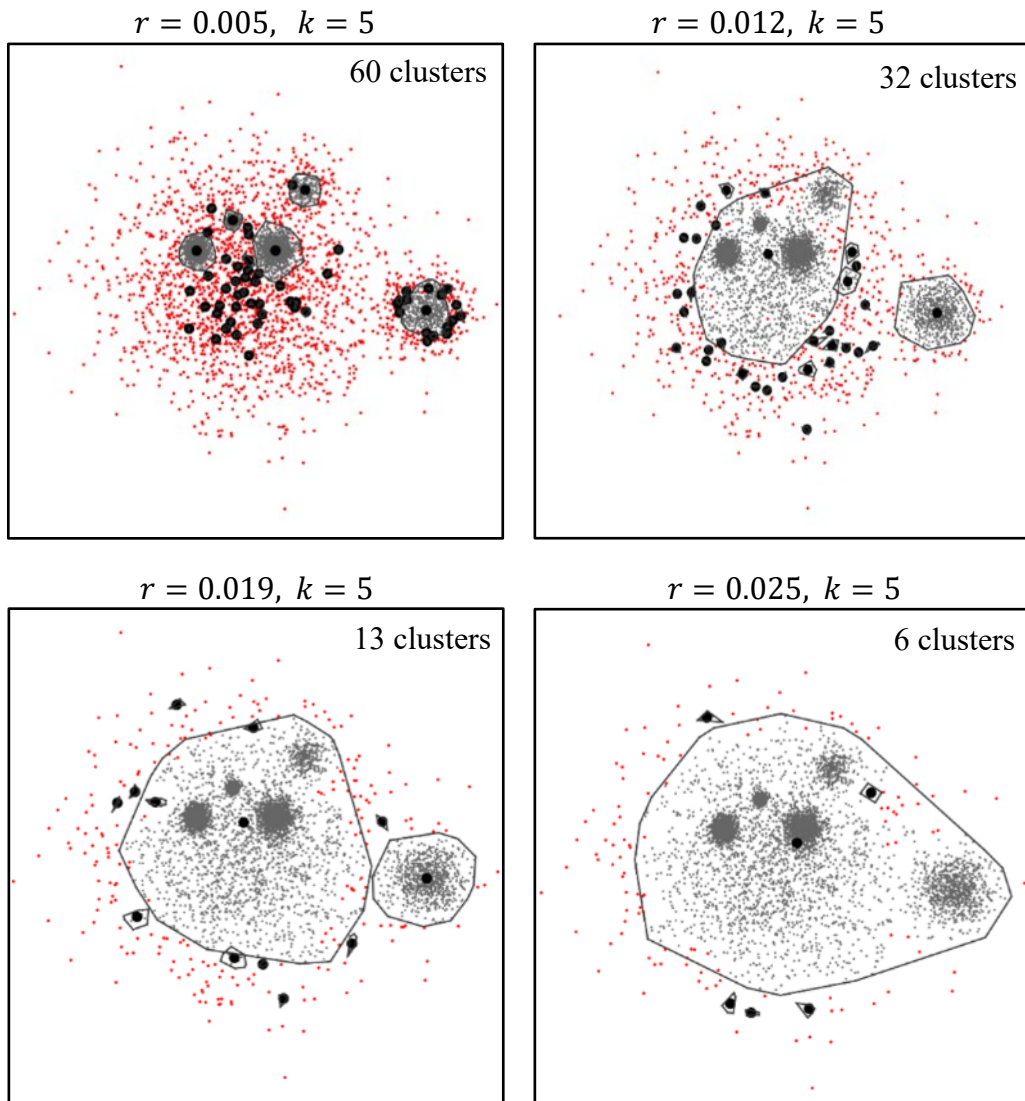 r = 0.005, k = 5
60 clusters
r = 0.012, k = 5
32 clusters
r = 0.019, k = 5
13 clusters
r = 0.025, k = 5
6 clusters